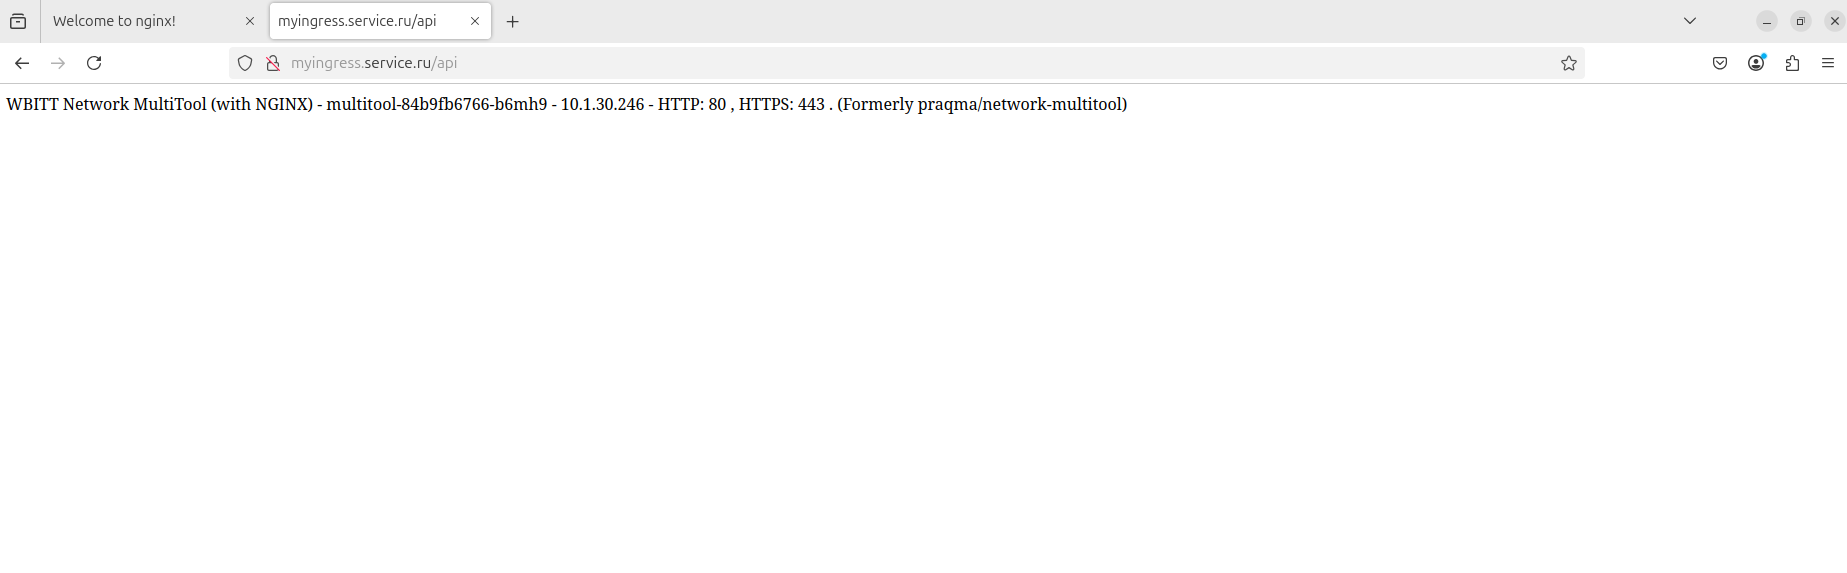 Welcome to nginx!
myingress.service.ru/api
myingress.service.ru/api
WBITT Network MultiTool (with NGINX) - multitool-84b9fb6766-b6mh9 - 10.1.30.246 - HTTP: 80 , HTTPS: 443 . (Formerly praqma/network-multitool)